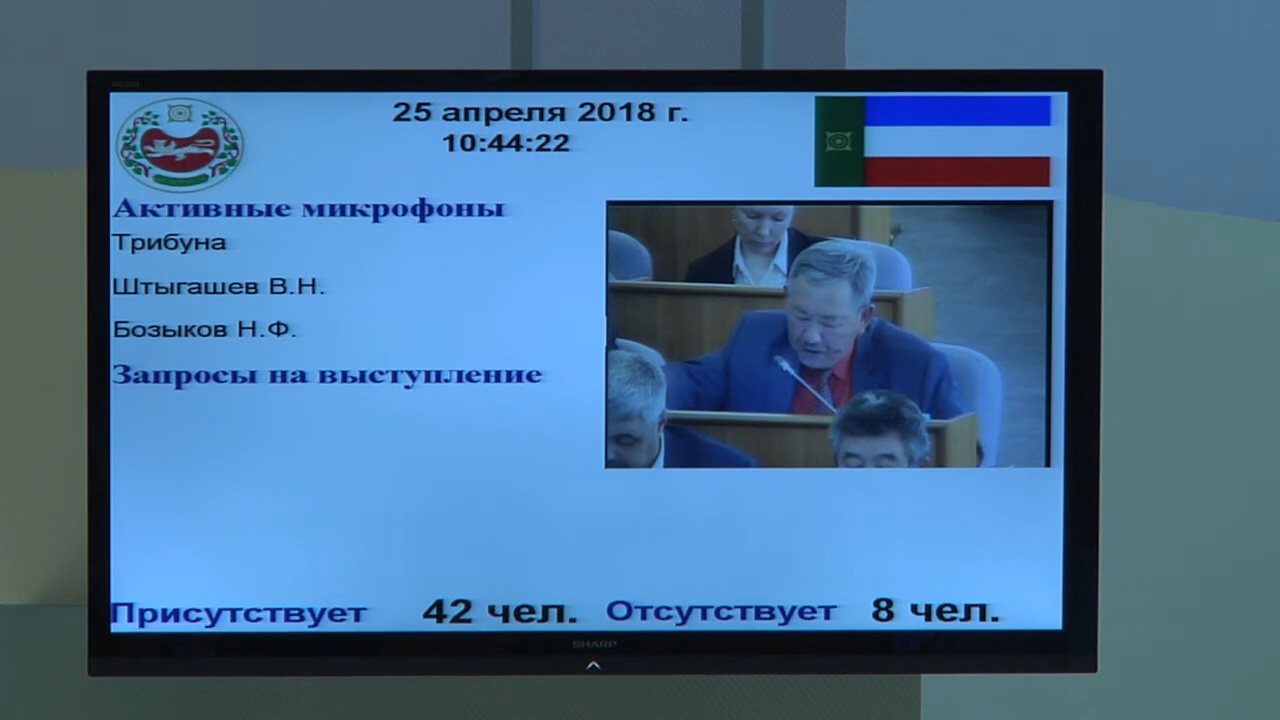 25 апреля 2018 г.
10:44:22
Активные микрофоны
Трибуна
Штыгашев В.Н.
Бозыков Н.Ф.
Запросы на выступление
Присутствует 42 чел. Отсутствует 8 чел.
SHARP